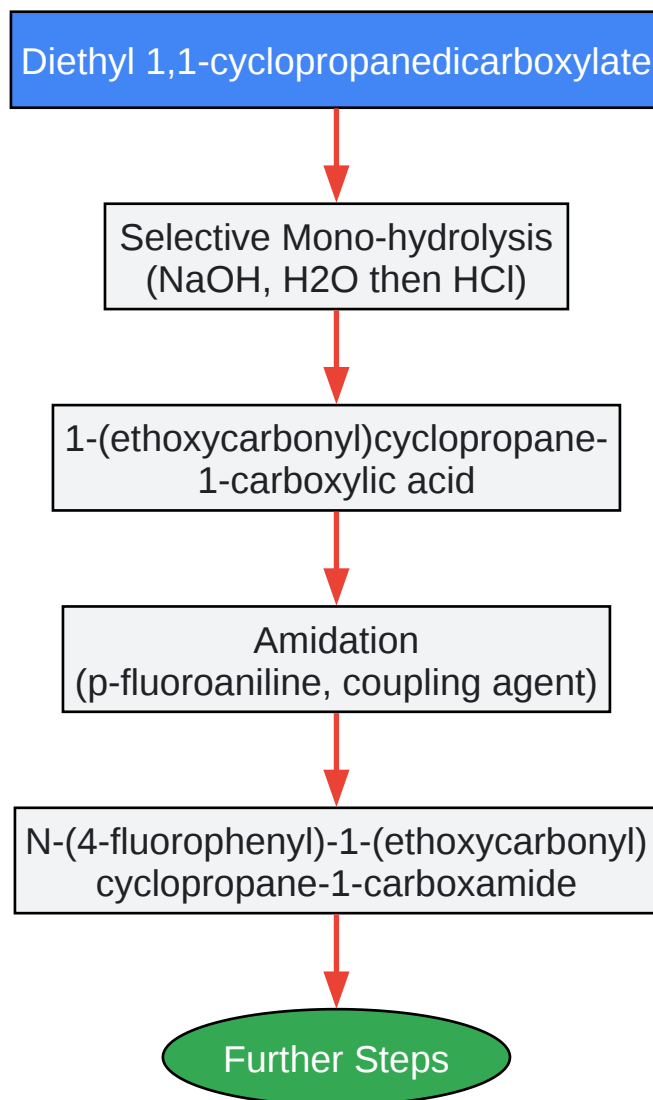 Diethyl 1,1-cyclopropanedicarboxylate
Selective Mono-hydrolysis
(NaOH, H2O then HCl)
1-(ethoxycarbonyl)cyclopropane-
1-carboxylic acid
Amidation
(p-fluoroaniline, coupling agent)
N-(4-fluorophenyl)-1-(ethoxycarbonyl)
cyclopropane-1-carboxamide
Further Steps